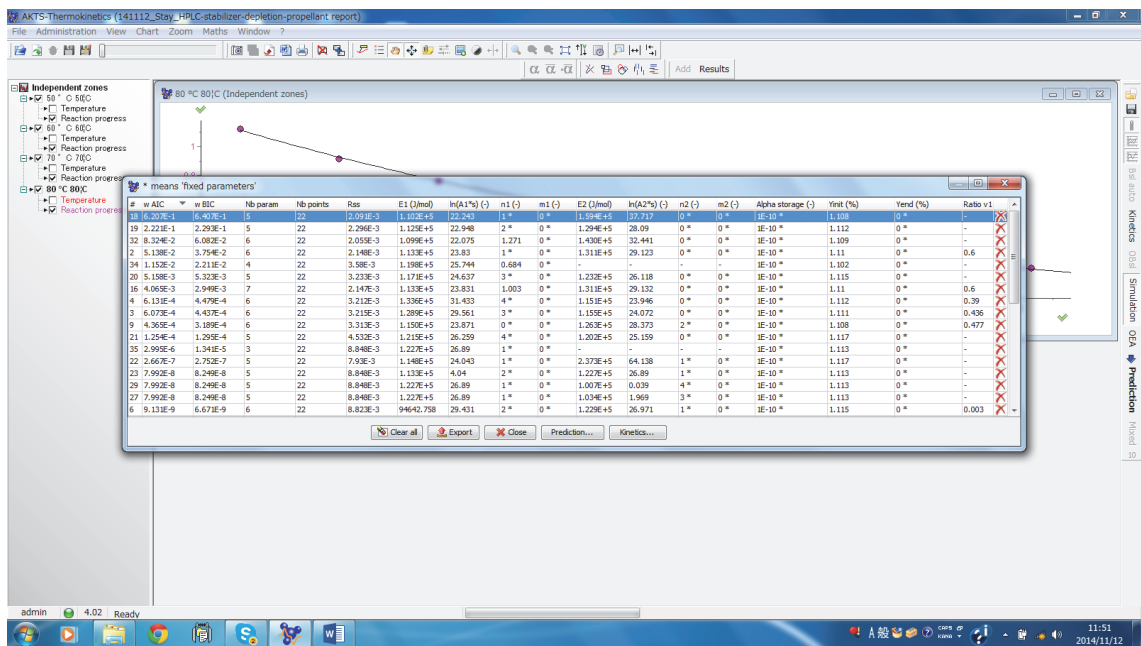 AKTS-Thermokinetics (141112_Stay_HPLC-stabilizer-depletion-propellant report)
File Administration View Chart Zoom Maths Window ?
Add Results
Independent zones
50 ° C 50¦C
Temperature
Reaction progress
60 ° C 60¦C
Temperature
Reaction progress
70 ° C 70¦C
Temperature
Reaction progress
80 °C 80¦C
Temperature
Reaction progres
80 °C 80¦C (Independent zones)
1
0.9
* means 'fixed parameters'
# w AIC w BIC Nb param Nb points Rss E1 (J/mol) ln(A1*s) (-) n1 (-) m1 (-) E2 (J/mol) ln(A2*s) (-) n2 (-) m2 (-) Alpha storage (-) Yinit (%) Yend (%) Ratio v1
18 6.207E-1 6.407E-1 5 22 2.091E-3 1.102E+5 22.243 1 * 0 * 1.594E+5 37.717 0 * 0 * 1E-10 * 1.108 0 * -
19 2.221E-1 2.293E-1 5 22 2.296E-3 1.125E+5 22.948 2 * 0 * 1.294E+5 28.09 0 * 0 * 1E-10 * 1.112 0 * -
32 8.324E-2 6.082E-2 6 22 2.055E-3 1.099E+5 22.075 1.271 0 * 1.430E+5 32.441 0 * 0 * 1E-10 * 1.109 0 * -
2 5.138E-2 3.754E-2 6 22 2.148E-3 1.133E+5 23.83 1 * 0 * 1.311E+5 29.123 0 * 0 * 1E-10 * 1.11 0 * 0.6
34 1.152E-2 2.211E-2 4 22 3.58E-3 1.198E+5 25.744 0.684 0 * - - - - 1E-10 * 1.102 0 * -
20 5.158E-3 5.323E-3 5 22 3.233E-3 1.171E+5 24.637 3 * 0 * 1.232E+5 26.118 0 * 0 * 1E-10 * 1.115 0 * -
16 4.065E-3 2.949E-3 7 22 2.147E-3 1.133E+5 23.831 1.003 0 * 1.311E+5 29.132 0 * 0 * 1E-10 * 1.11 0 * 0.6
4 6.131E-4 4.479E-4 6 22 3.212E-3 1.336E+5 31.433 4 * 0 * 1.151E+5 23.946 0 * 0 * 1E-10 * 1.112 0 * 0.39
3 6.073E-4 4.437E-4 6 22 3.215E-3 1.289E+5 29.561 3 * 0 * 1.155E+5 24.072 0 * 0 * 1E-10 * 1.111 0 * 0.436
9 4.365E-4 3.189E-4 6 22 3.313E-3 1.150E+5 23.871 0 * 0 * 1.263E+5 28.373 2 * 0 * 1E-10 * 1.108 0 * 0.477
21 1.254E-4 1.295E-4 5 22 4.532E-3 1.215E+5 26.259 4 * 0 * 1.202E+5 25.159 0 * 0 * 1E-10 * 1.117 0 * -
35 2.995E-6 1.341E-5 3 22 8.848E-3 1.227E+5 26.89 1 * 0 * - - - - 1E-10 * 1.113 0 * -
22 2.667E-7 2.752E-7 5 22 7.93E-3 1.148E+5 24.043 1 * 0 * 2.373E+5 64.138 1 * 0 * 1E-10 * 1.117 0 * -
23 7.992E-8 8.249E-8 5 22 8.848E-3 1.133E+5 4.04 2 * 0 * 1.227E+5 26.89 1 * 0 * 1E-10 * 1.113 0 * -
29 7.992E-8 8.249E-8 5 22 8.848E-3 1.227E+5 26.89 1 * 0 * 1.007E+5 0.039 4 * 0 * 1E-10 * 1.113 0 * -
27 7.992E-8 8.249E-8 5 22 8.848E-3 1.227E+5 26.89 1 * 0 * 1.034E+5 1.969 3 * 0 * 1E-10 * 1.113 0 * -
6 9.131E-9 6.671E-9 6 22 8.823E-3 94642.758 29.431 2 * 0 * 1.229E+5 26.971 1 * 0 * 1E-10 * 1.115 0 * 0.003
Clear all Export Close Prediction... Kinetics...
Bsl auto
Kinetics
OBsl
Simulation
OEA
Prediction
Mixed
10
admin 4.02 Ready
A 般 CAPS KANA
11:51
2014/11/12